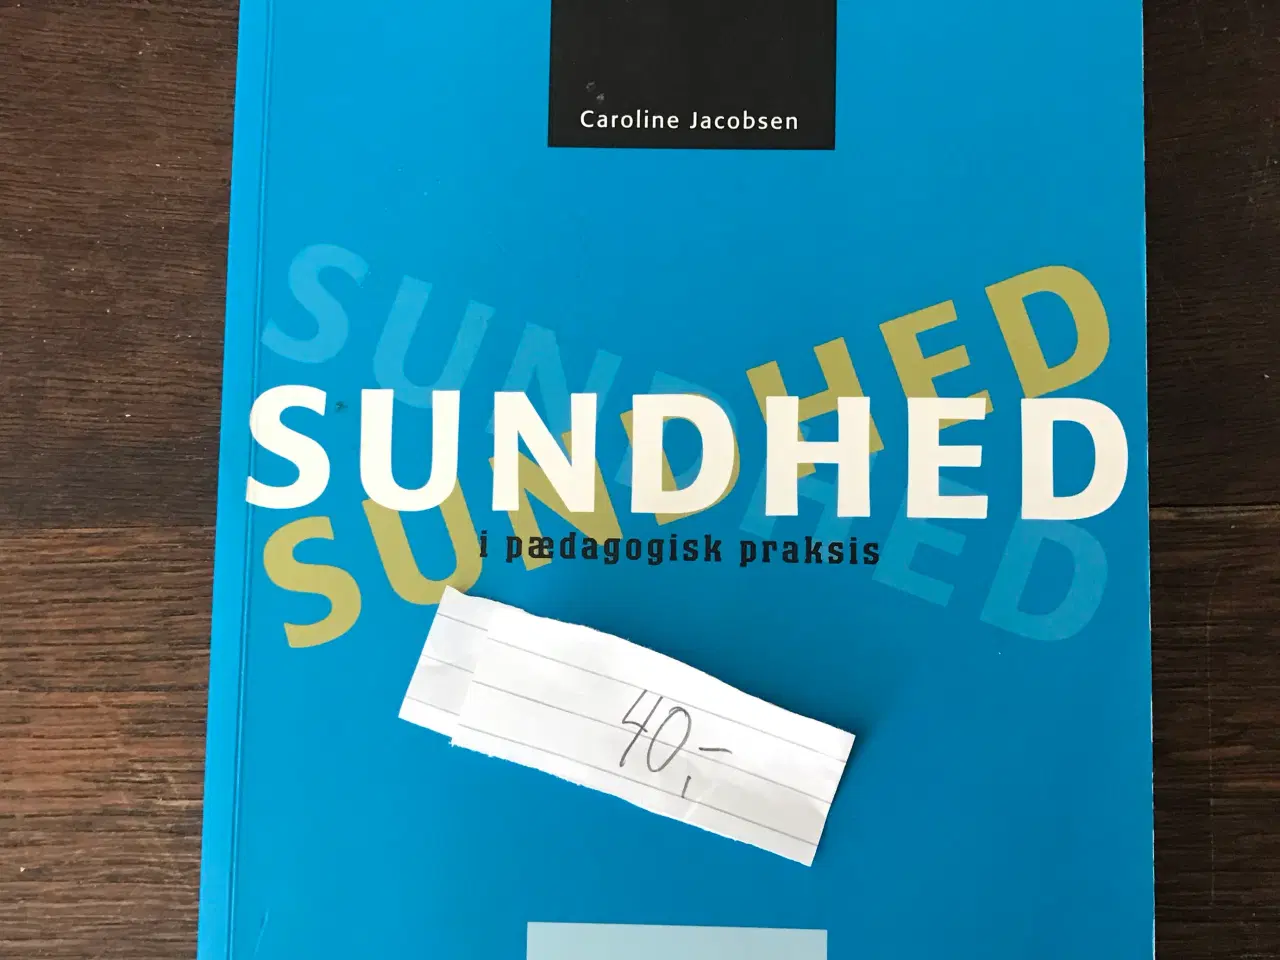 Caroline Jacobsen
SUNDHED
SUNDHED
SUNDHED
i pædagogisk praksis
40,-